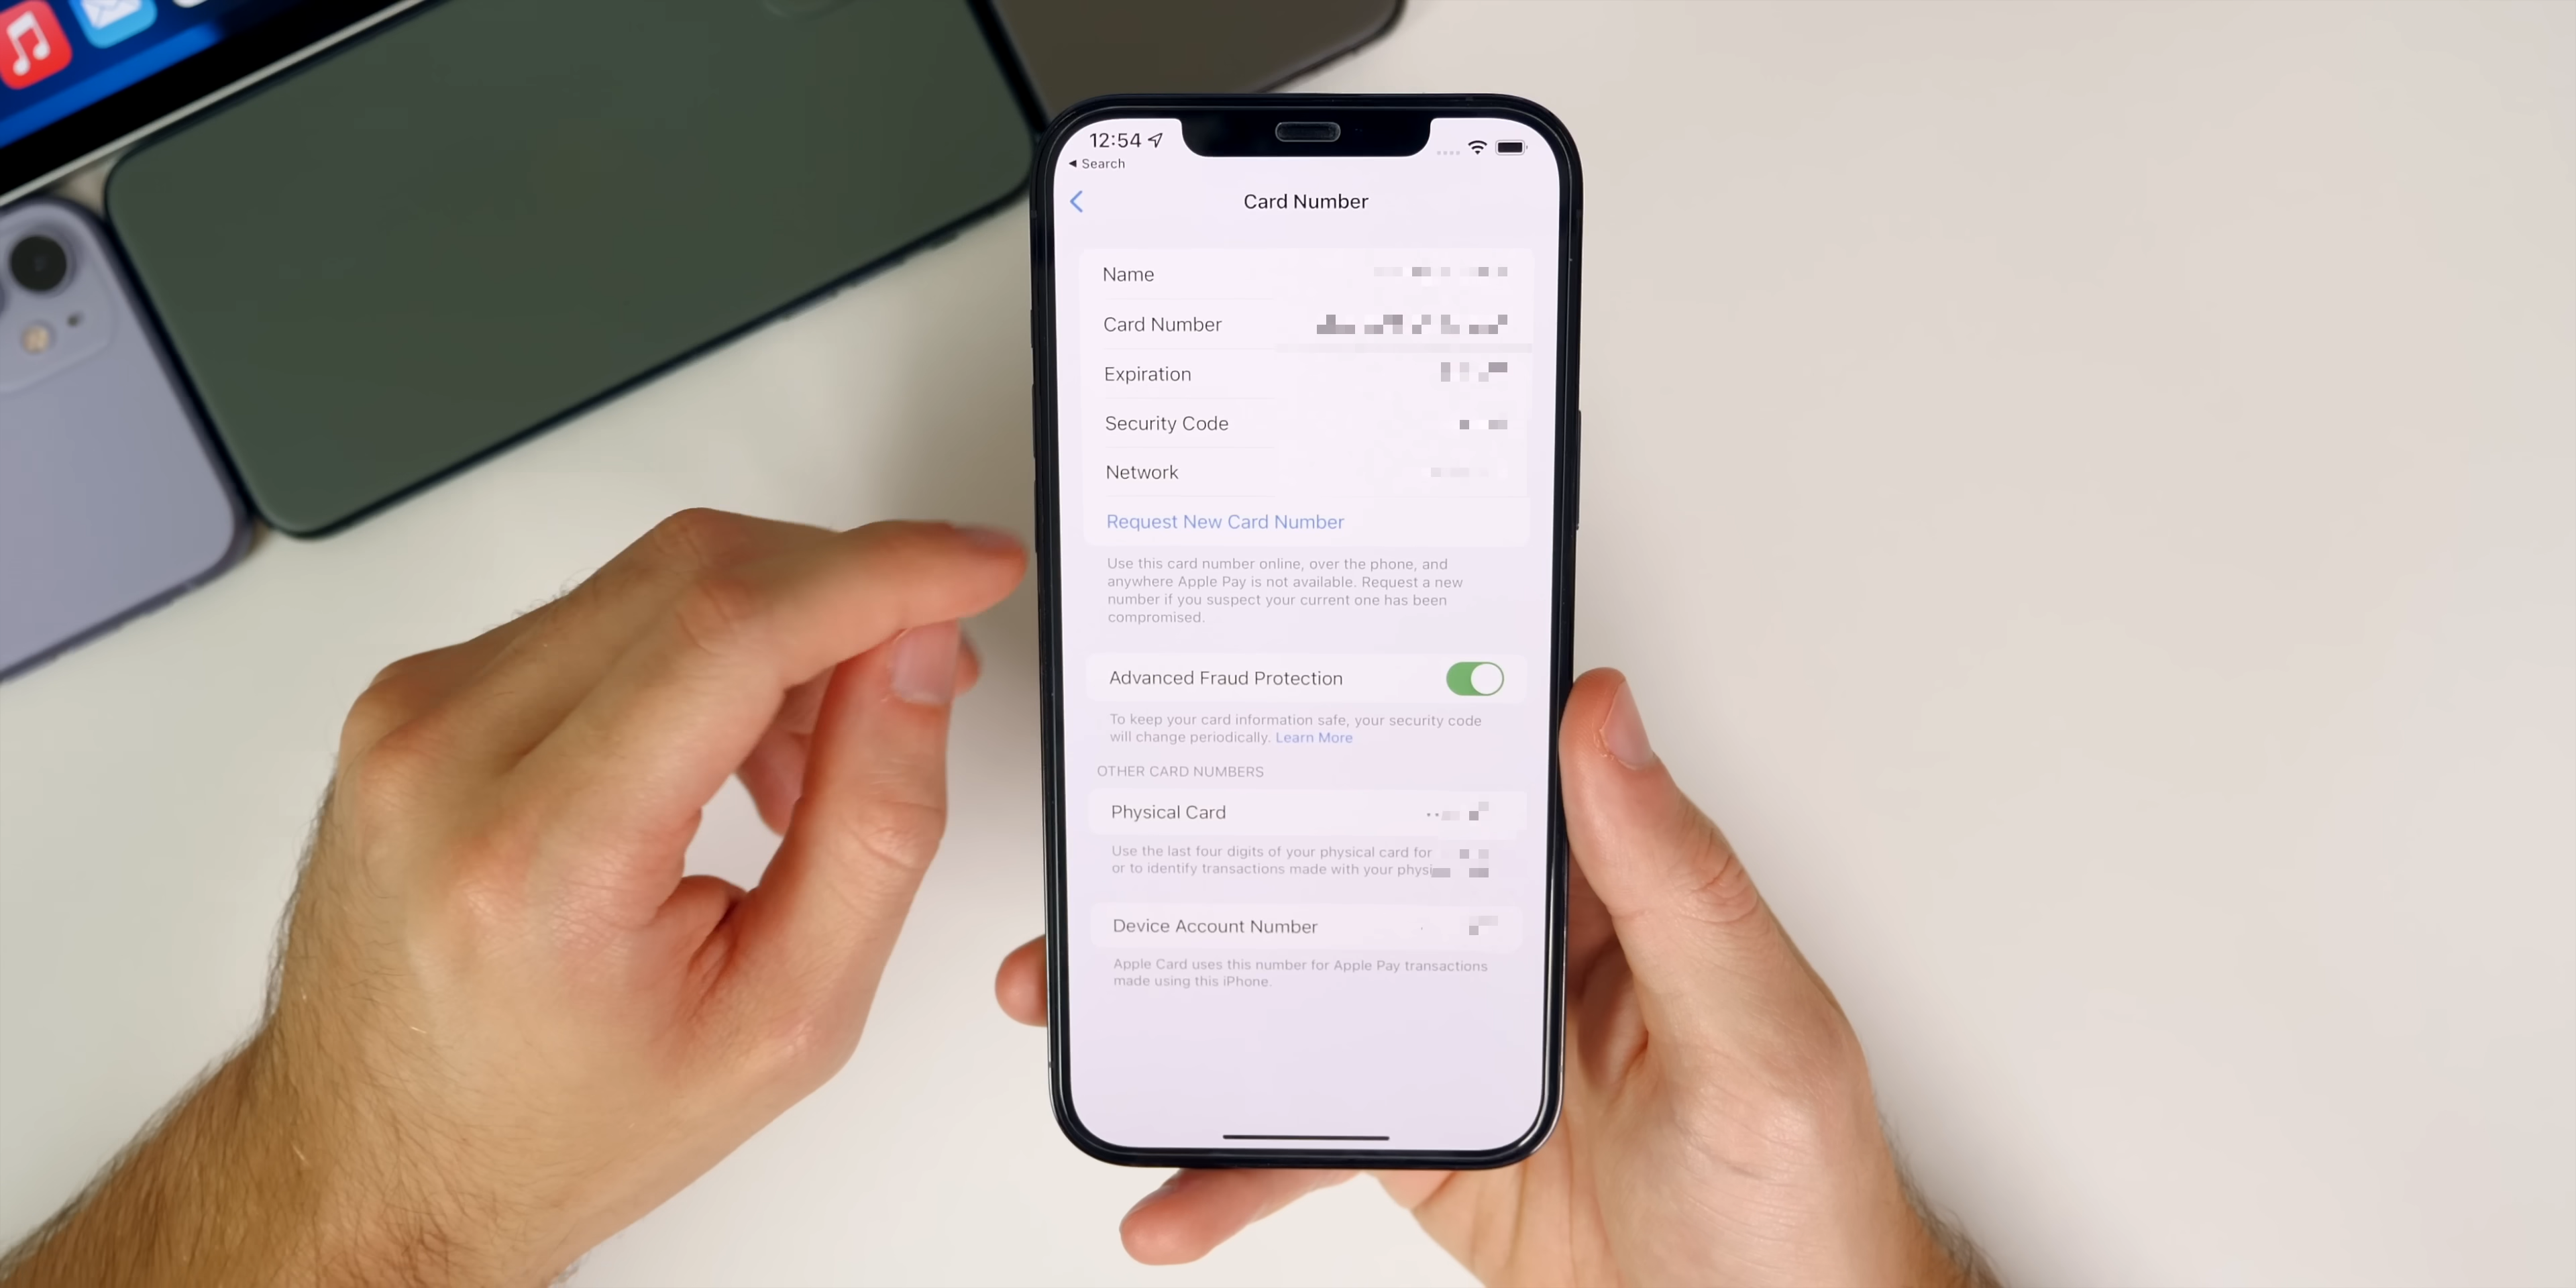 12:54
◀ Search
Card Number
Name
Card Number
Expiration
Security Code
Network
Request New Card Number
Use this card number online, over the phone, and
anywhere Apple Pay is not available. Request a new
number if you suspect your current one has been
compromised.
Advanced Fraud Protection
To keep your card information safe, your security code
will change periodically. Learn More
OTHER CARD NUMBERS
Physical Card
Use the last four digits of your physical card for
or to identify transactions made with your
Device Account Number
Apple Card uses this number for Apple Pay transactions
made using this iPhone.